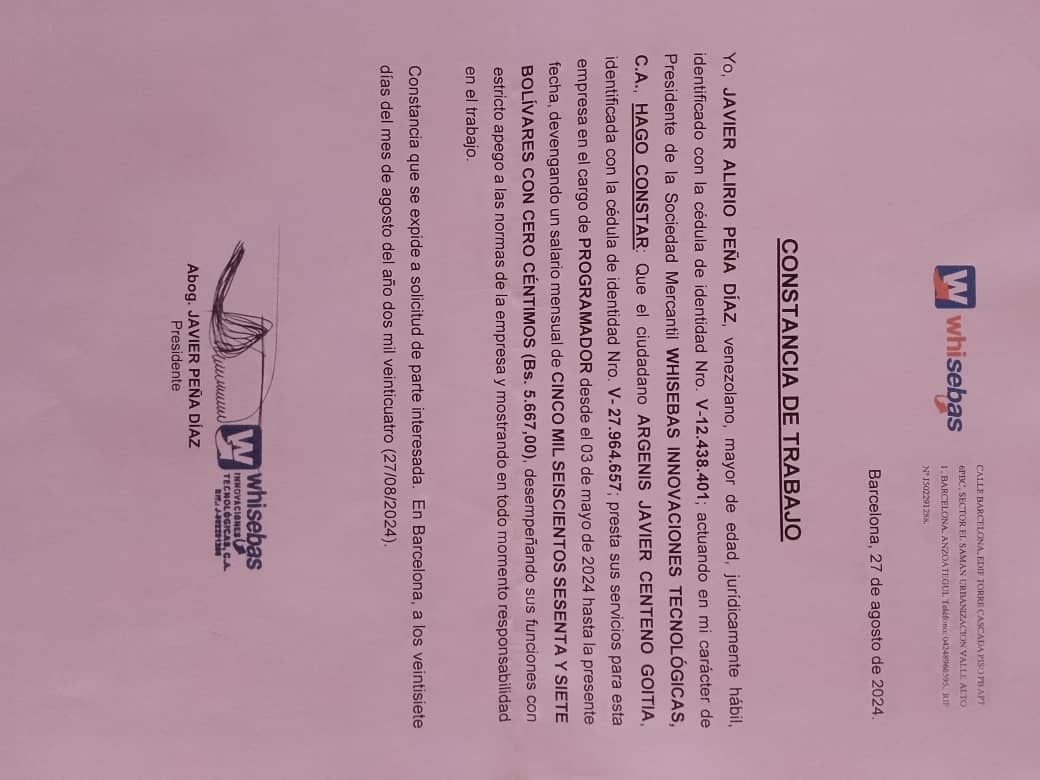 whisebas
CALLE BARCELONA, EDIF TORRE CASCADA PISO PB APT
6PBC, SECTOR EL SAMAN URBANIZACION VALLE ALTO
1, BARCELONA, ANZOATEGUI. Teléfono: 04248966595. RIF
Nº J502291288.
Barcelona, 27 de agosto de 2024.
CONSTANCIA DE TRABAJO
Yo, JAVIER ALIRIO PEÑA DÍAZ, venezolano, mayor de edad, jurídicamente hábil,
identificado con la cédula de identidad Nro. V-12.438.401; actuando en mi carácter de
Presidente de la Sociedad Mercantil WHISEBAS INNOVACIONES TECNOLÓGICAS,
C.A., HAGO CONSTAR: Que el ciudadano ARGENIS JAVIER CENTENO GOITIA,
identificada con la cédula de identidad Nro. V- 27.964.657; presta sus servicios para esta
empresa en el cargo de PROGRAMADOR desde el 03 de mayo de 2024 hasta la presente
fecha, devengando un salario mensual de CINCO MIL SEISCIENTOS SESENTA Y SIETE
BOLÍVARES CON CERO CÉNTIMOS (Bs. 5.667,00), desempeñando sus funciones con
estricto apego a las normas de la empresa y mostrando en todo momento responsabilidad
en el trabajo.
Constancia que se expide a solicitud de parte interesada. En Barcelona, a los veintisiete
días del mes de agosto del año dos mil veinticuatro (27/08/2024).
whisebas
INNOVACIONES
TECNOLÓGICAS, C.A.
Abog. JAVIER PEÑA DÍAZ
Presidente